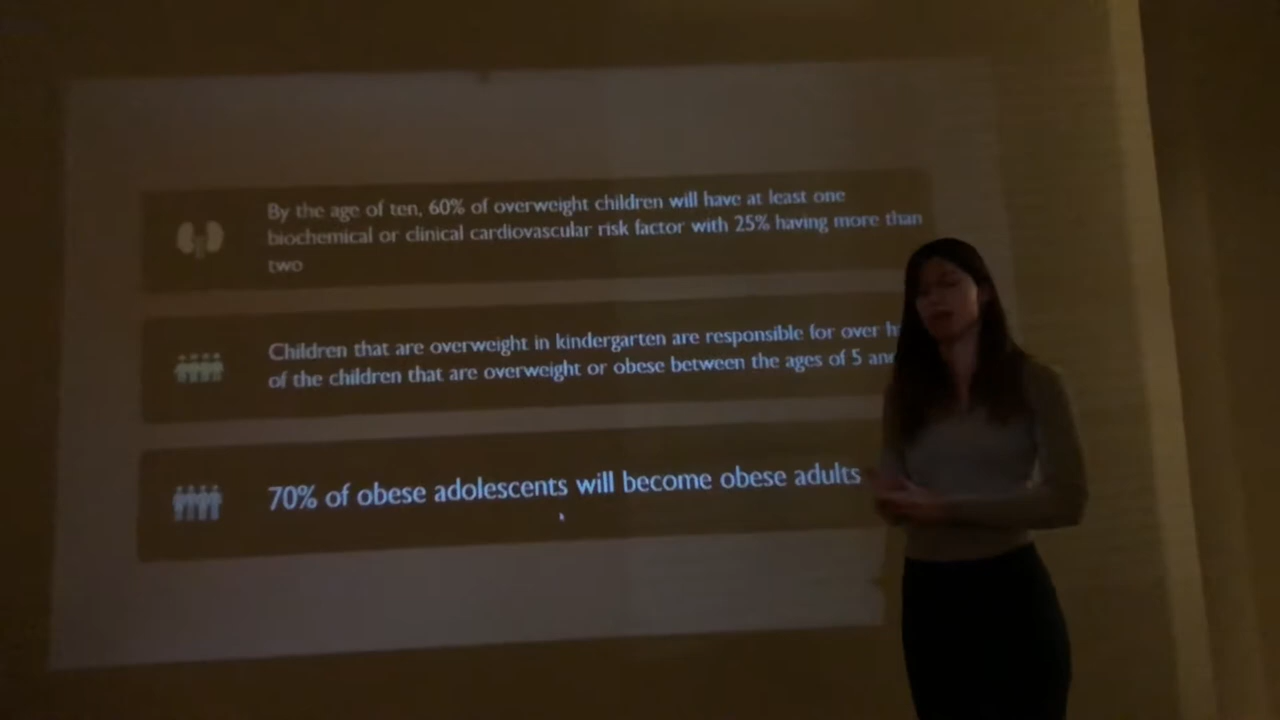 By the age of ten, 60% of overweight children will have at least one
biochemical or clinical cardiovascular risk factor with 25% having more than
two
Children that are overweight in kindergarten are responsible for over
of the children that are overweight or obese between the ages of 5
70% of obese adolescents will become obese adults